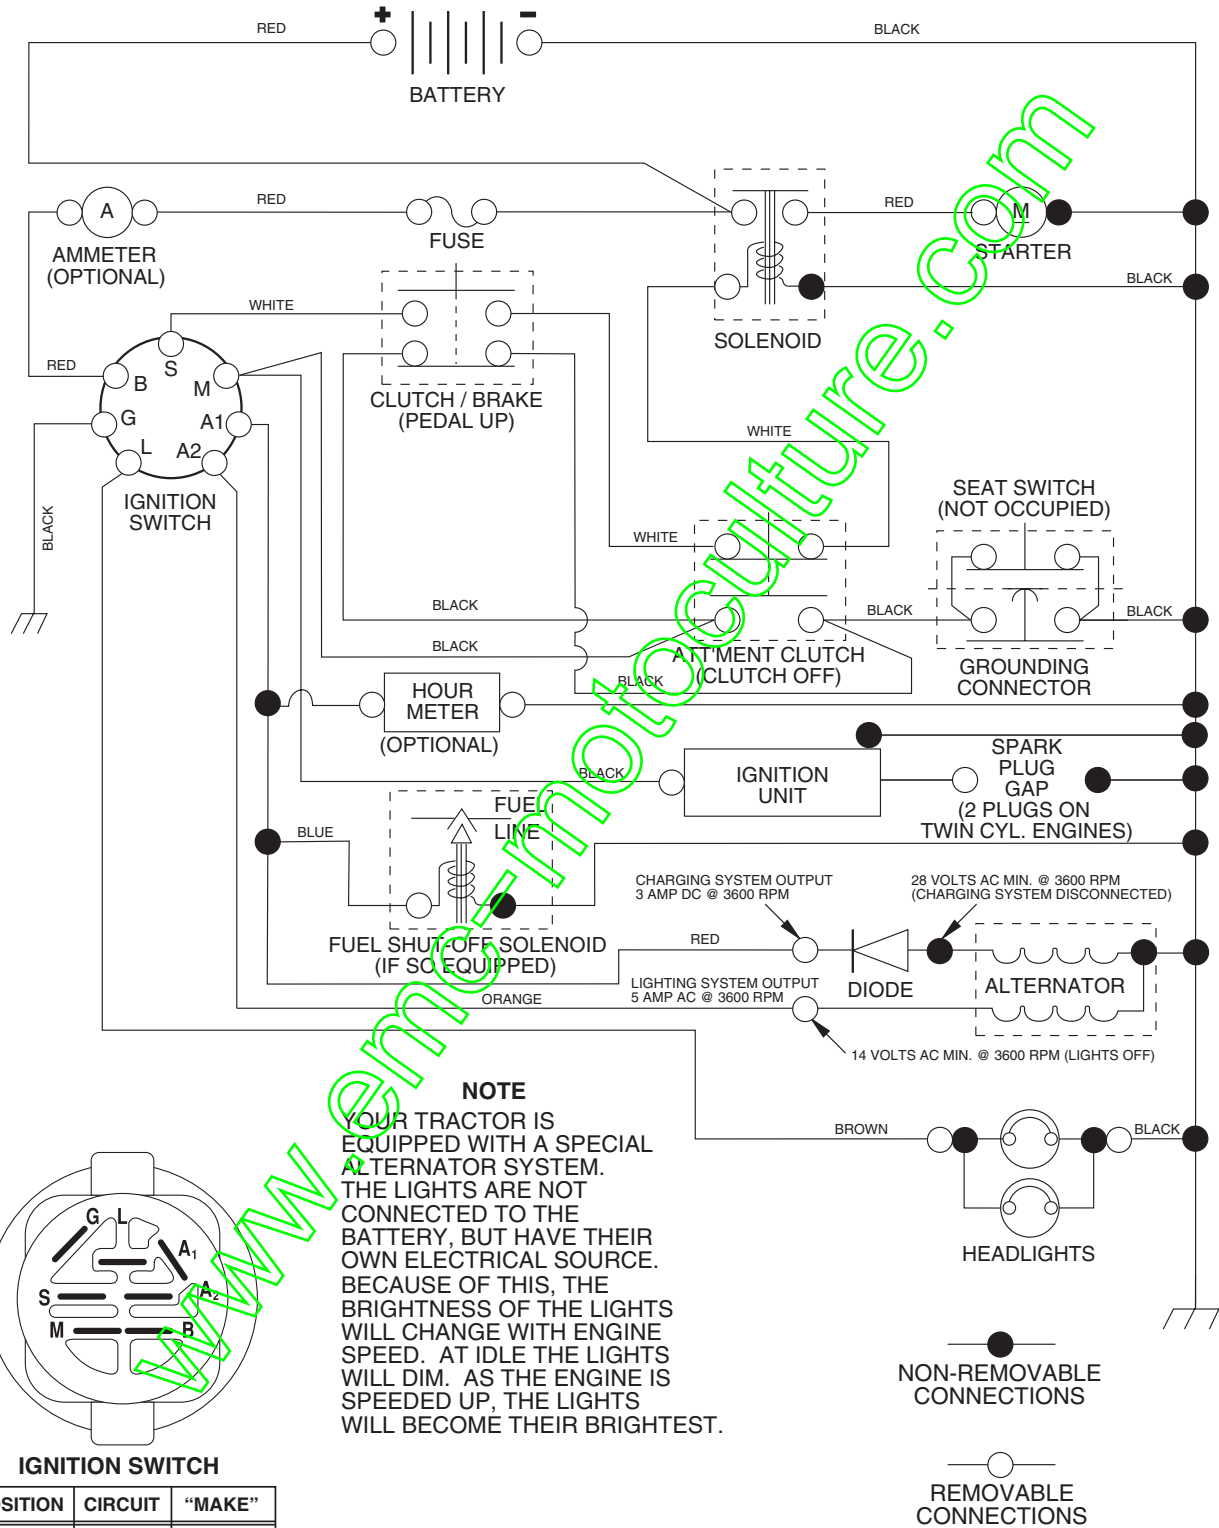 + -
RED
BLACK
BATTERY
A
RED
FUSE
RED
M
STARTER
AMMETER
(OPTIONAL)
BLACK
WHITE
SOLENOID
RED
S
B
M
G
A1
L
A2
CLUTCH / BRAKE
(PEDAL UP)
IGNITION
SWITCH
BLACK
WHITE
SEAT SWITCH
(NOT OCCUPIED)
WHITE
BLACK
BLACK
BLACK
BLACK
ATT'MENT CLUTCH
(CLUTCH OFF)
BLACK
GROUNDING
CONNECTOR
HOUR
METER
(OPTIONAL)
BLACK
IGNITION
UNIT
SPARK
PLUG
GAP
(2 PLUGS ON
TWIN CYL. ENGINES)
FUEL
LINE
BLUE
FUEL SHUT-OFF SOLENOID
(IF SO EQUIPPED)
CHARGING SYSTEM OUTPUT
3 AMP DC @ 3600 RPM
28 VOLTS AC MIN. @ 3600 RPM
(CHARGING SYSTEM DISCONNECTED)
RED
DIODE
ALTERNATOR
ORANGE
LIGHTING SYSTEM OUTPUT
5 AMP AC @ 3600 RPM
14 VOLTS AC MIN. @ 3600 RPM (LIGHTS OFF)
NOTE
YOUR TRACTOR IS
EQUIPPED WITH A SPECIAL
ALTERNATOR SYSTEM.
THE LIGHTS ARE NOT
CONNECTED TO THE
BATTERY, BUT HAVE THEIR
OWN ELECTRICAL SOURCE.
BECAUSE OF THIS, THE
BRIGHTNESS OF THE LIGHTS
WILL CHANGE WITH ENGINE
SPEED. AT IDLE THE LIGHTS
WILL DIM. AS THE ENGINE IS
SPEEDED UP, THE LIGHTS
WILL BECOME THEIR BRIGHTEST.
BROWN
BLACK
HEADLIGHTS
G L
A1
A2
S
M
B
IGNITION SWITCH
SITION CIRCUIT “MAKE”
NON-REMOVABLE
CONNECTIONS
REMOVABLE
CONNECTIONS
www.emc-motoculture.com